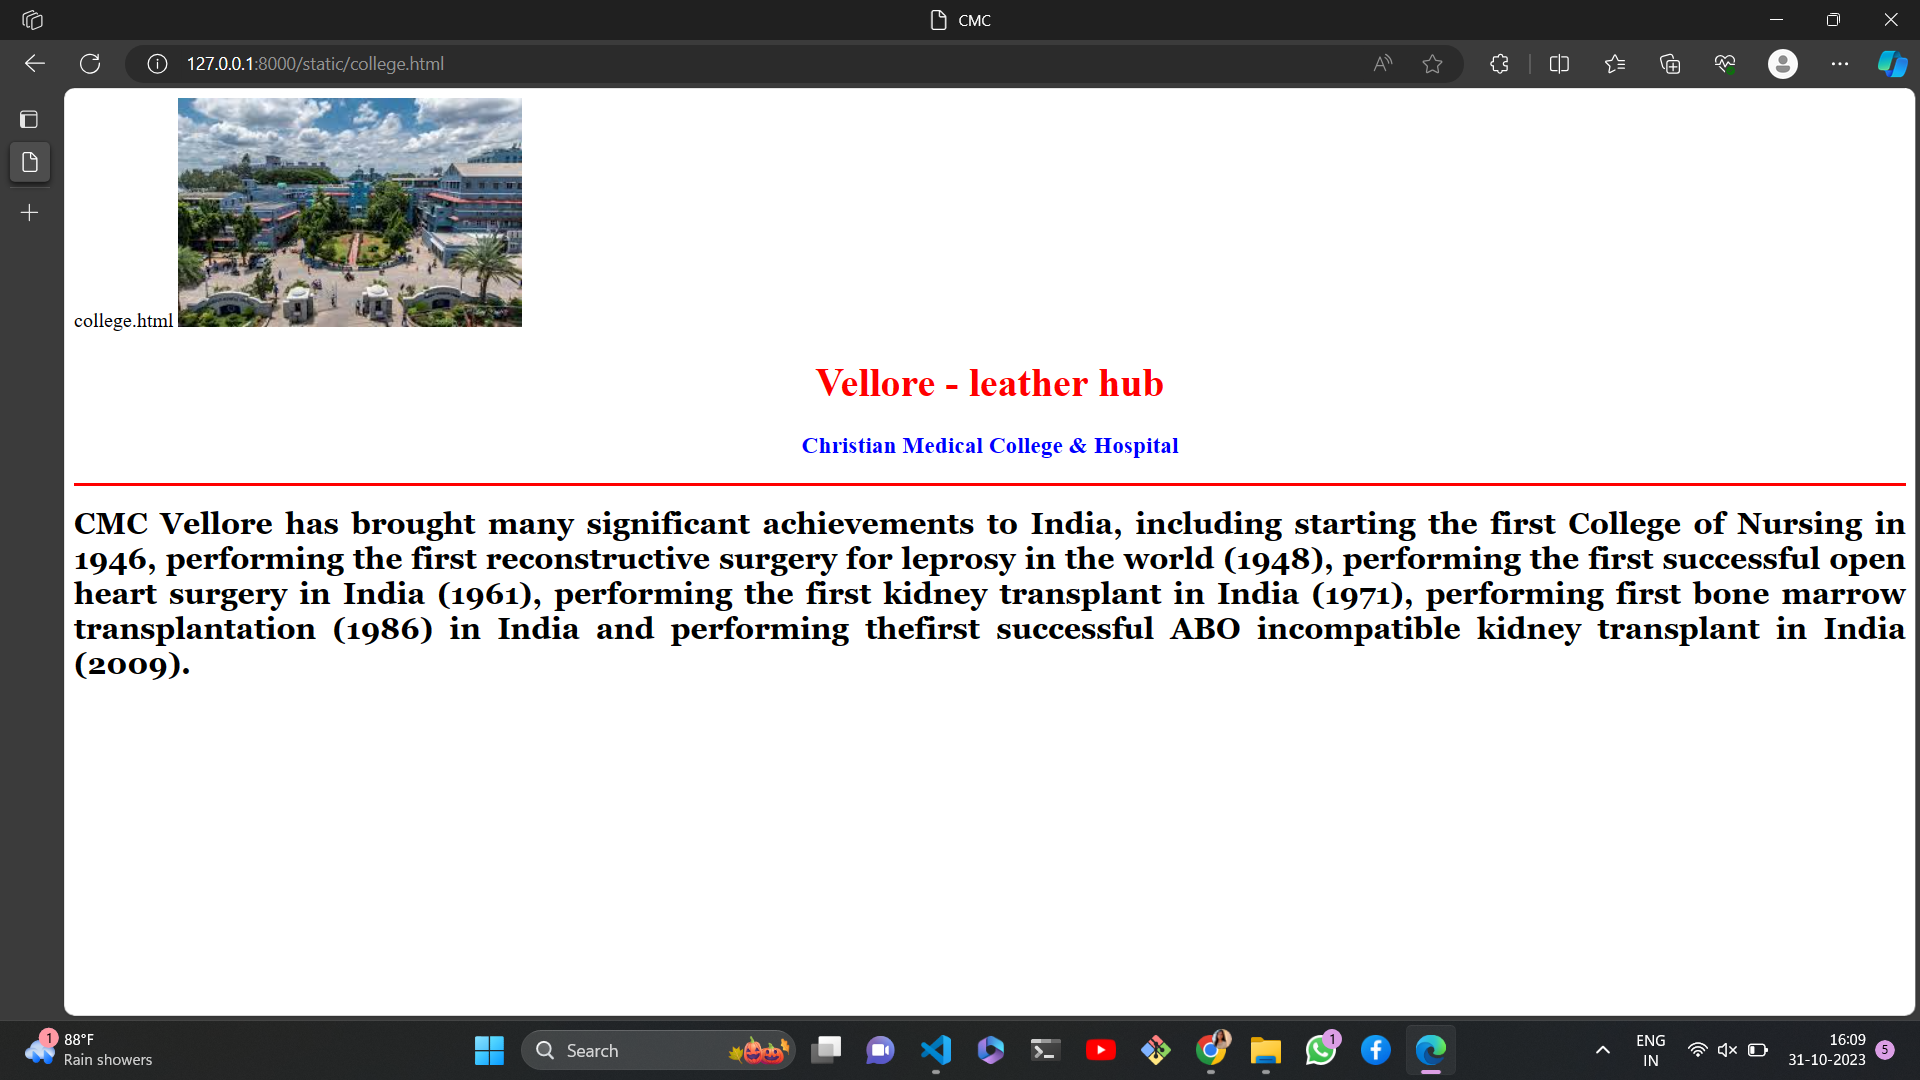 CMC
127.0.0.1:8000/static/college.html
college.html
Vellore - leather hub
Christian Medical College & Hospital
CMC Vellore has brought many significant achievements to India, including starting the first College of Nursing in
1946, performing the first reconstructive surgery for leprosy in the world (1948), performing the first successful open
heart surgery in India (1961), performing the first kidney transplant in India (1971), performing first bone marrow
transplantation (1986) in India and performing thefirst successful ABO incompatible kidney transplant in India
(2009).
1
88°F
Rain showers
Search
1
ENG
IN
16:09
31-10-2023
5